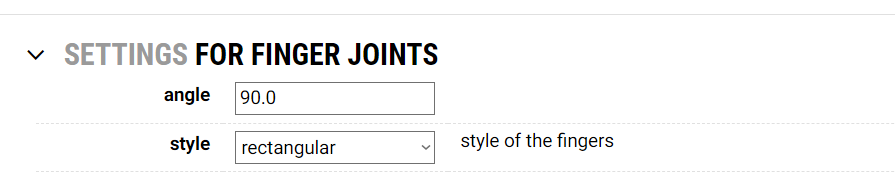 SETTINGS FOR FINGER JOINTS
angle 90.0
style rectangular style of the fingers